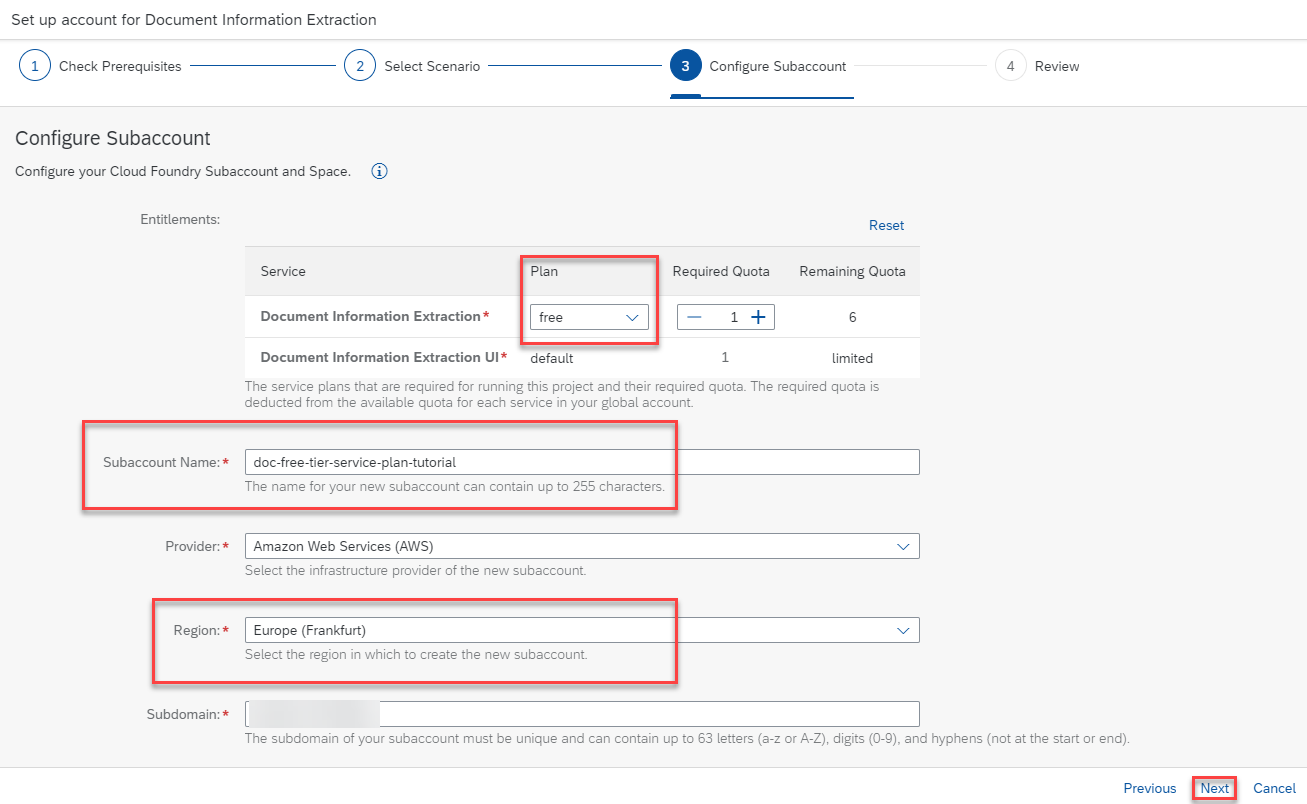 Set up account for Document Information Extraction
1 Check Prerequisites 2 Select Scenario 3 Configure Subaccount 4 Review
Configure Subaccount
Configure your Cloud Foundry Subaccount and Space.
Entitlements:
Reset
Service Plan Required Quota Remaining Quota
Document Information Extraction* free 1 6
Document Information Extraction UI* default 1 limited
The service plans that are required for running this project and their required quota. The required quota is
deducted from the available quota for each service in your global account.
Subaccount Name:* doc-free-tier-service-plan-tutorial
The name for your new subaccount can contain up to 255 characters.
Provider:* Amazon Web Services (AWS)
Select the infrastructure provider of the new subaccount.
Region:* Europe (Frankfurt)
Select the region in which to create the new subaccount.
Subdomain:*
The subdomain of your subaccount must be unique and can contain up to 63 letters (a-z or A-Z), digits (0-9), and hyphens (not at the start or end).
Previous Next Cancel